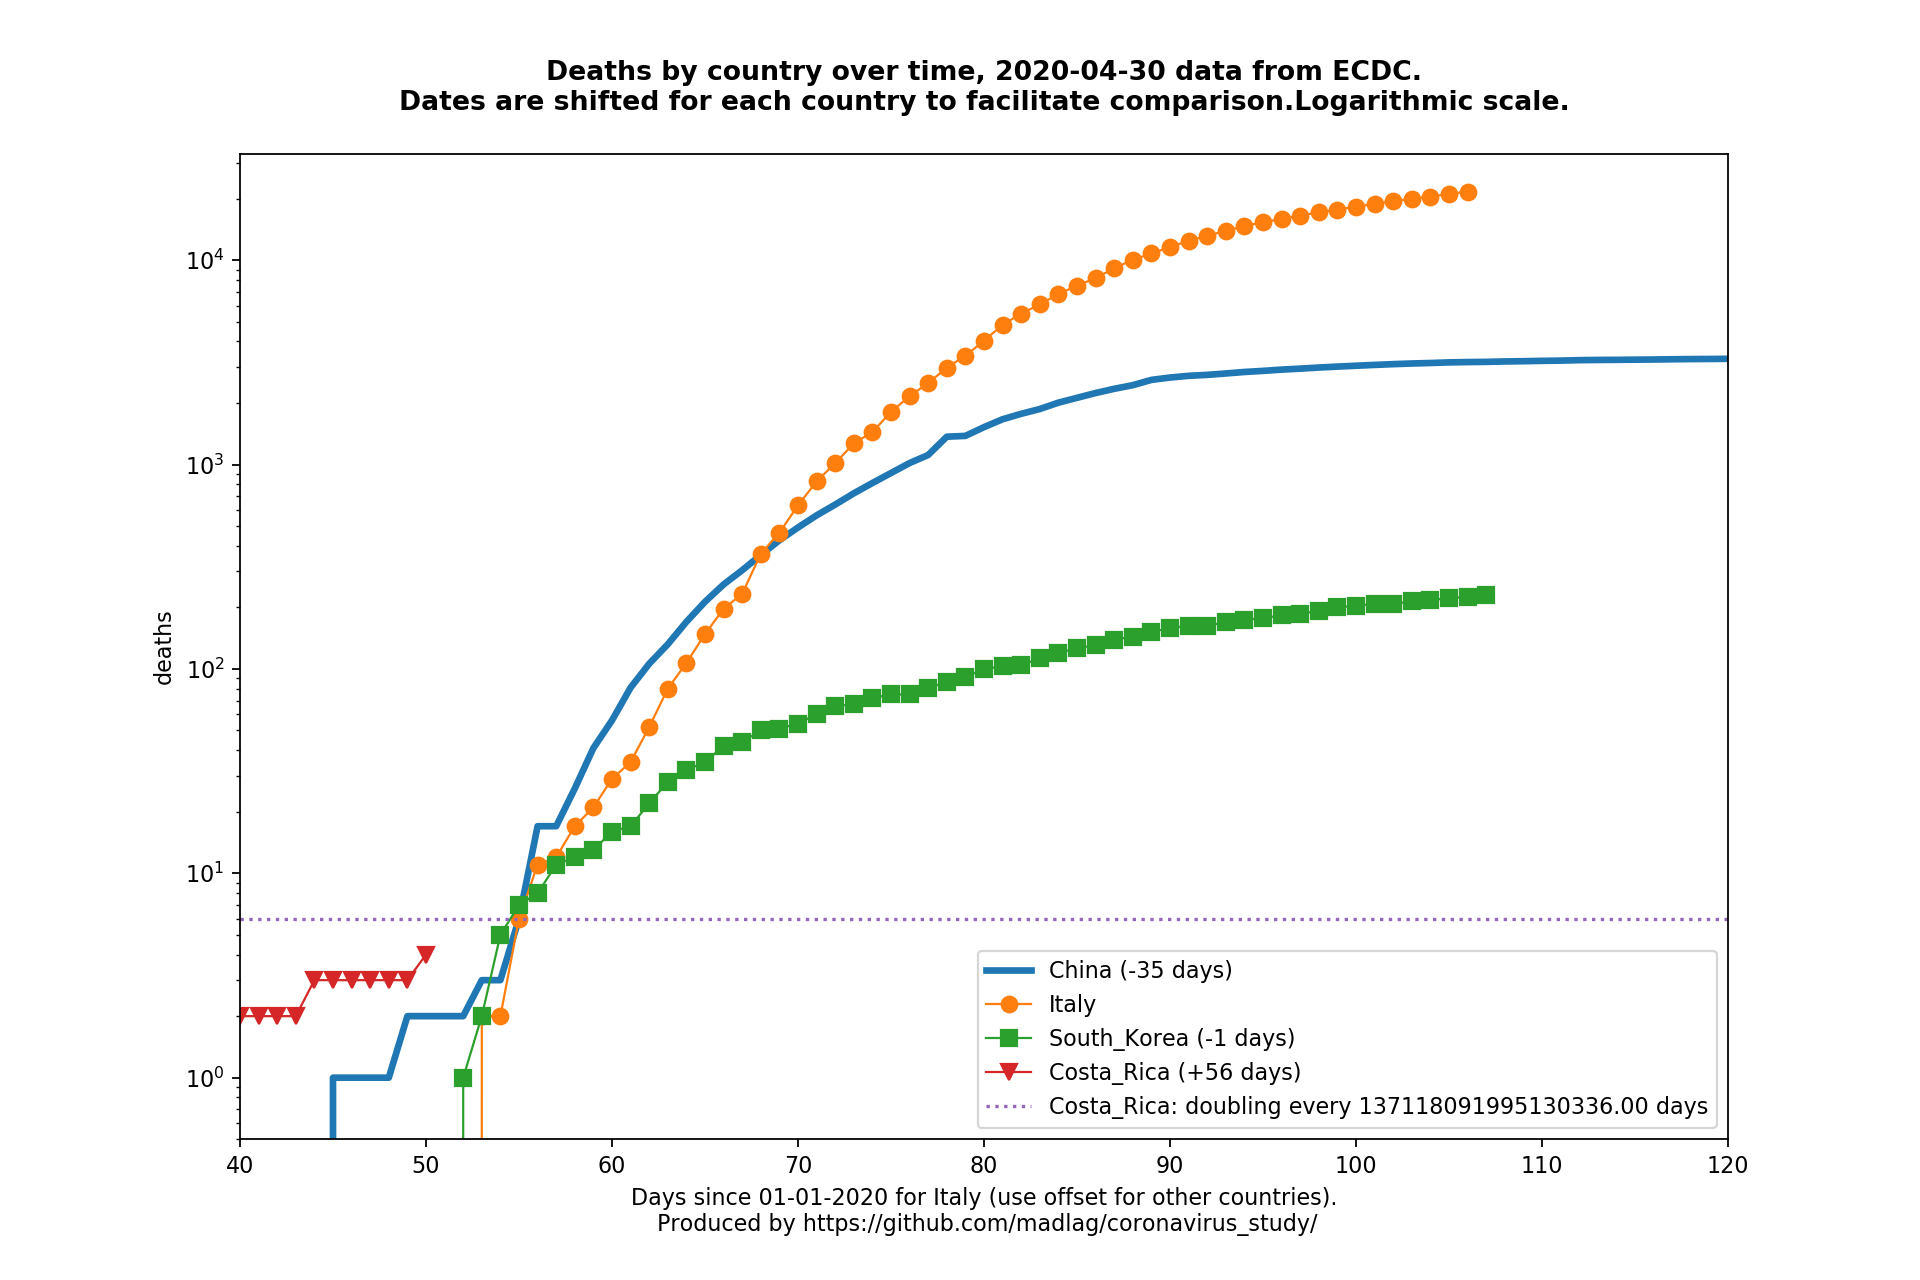 Deaths by country over time, 2020-04-30 data from ECDC.
Dates are shifted for each country to facilitate comparison.Logarithmic scale.
deaths
10^4
10^3
10^2
10^1
10^0
China (-35 days)
Italy
South_Korea (-1 days)
Costa_Rica (+56 days)
Costa_Rica: doubling every 137118091995130336.00 days
40 50 60 70 80 90 100 110 120
Days since 01-01-2020 for Italy (use offset for other countries).
Produced by https://github.com/madlag/coronavirus_study/